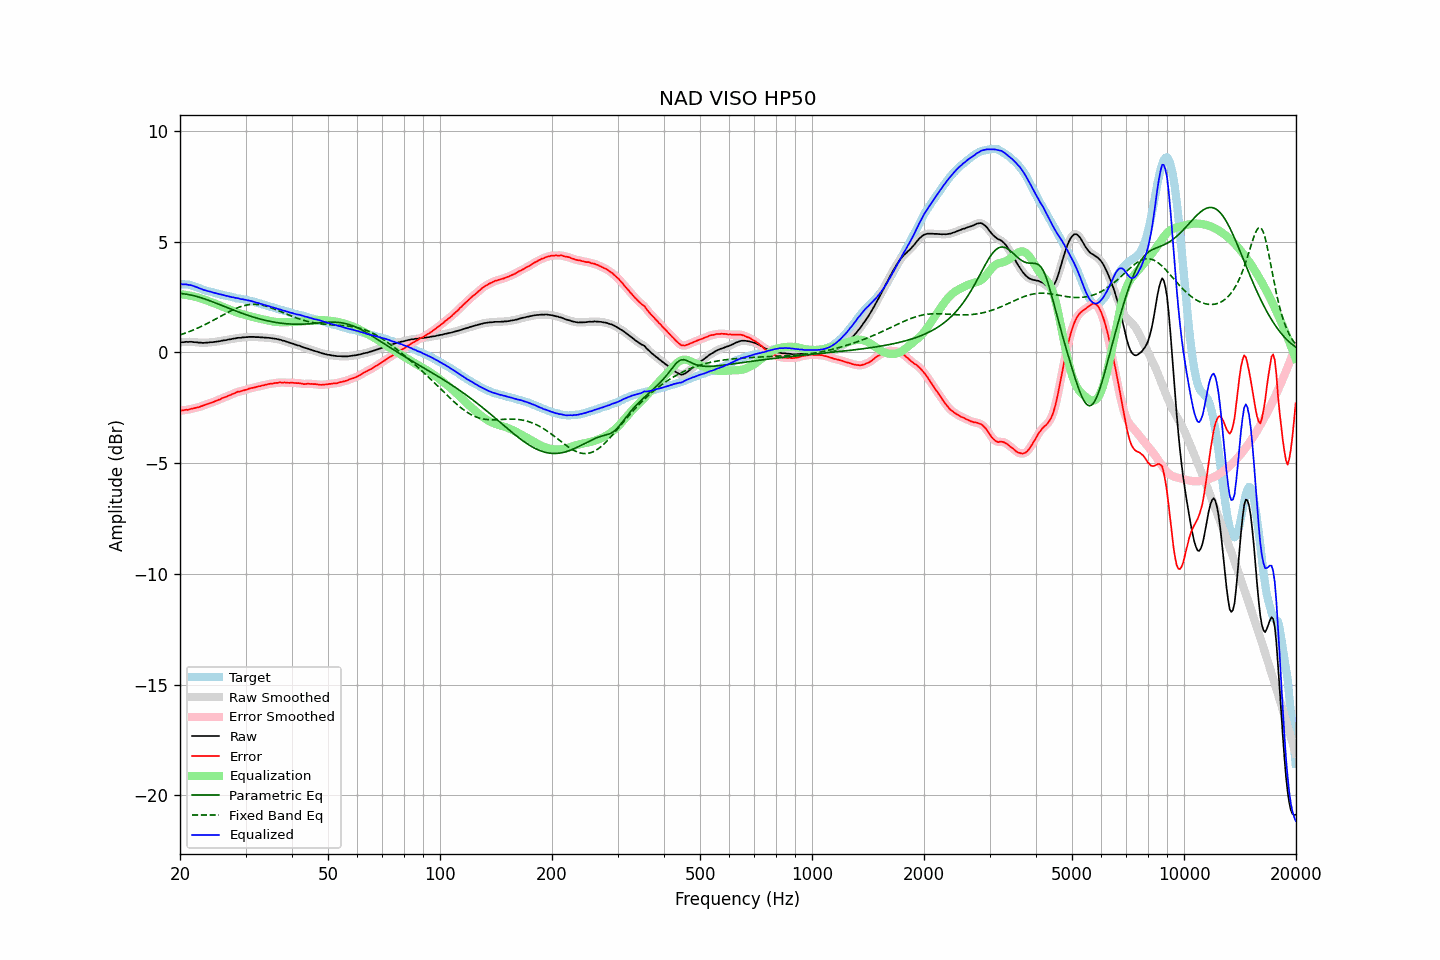 NAD VISO HP50
10
5
0
−5
−10
−15
−20
Amplitude (dBr)
Target
Raw Smoothed
Error Smoothed
Raw
Error
Equalization
Parametric Eq
Fixed Band Eq
Equalized
20 50 100 200 500 1000 2000 5000 10000 20000
Frequency (Hz)